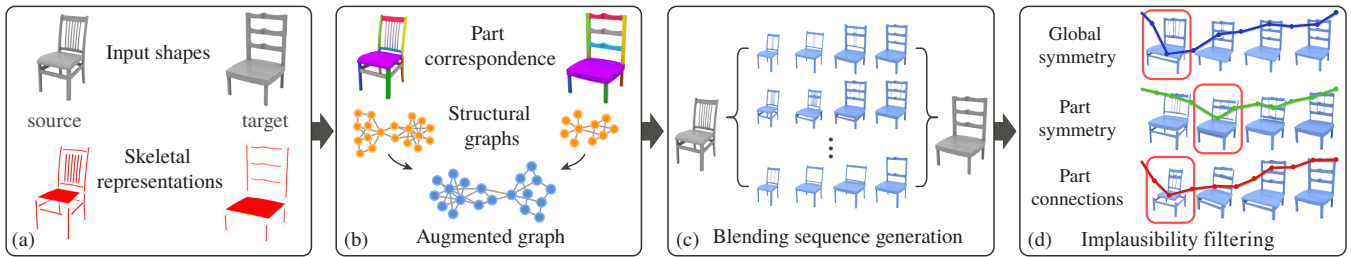 Input shapes
source
target
Skeletal
representations
(a)
Part
correspondence
Structural
graphs
(b)
Augmented graph
(c)
Blending sequence generation
Global
symmetry
Part
symmetry
Part
connections
(d)
Implausibility filtering